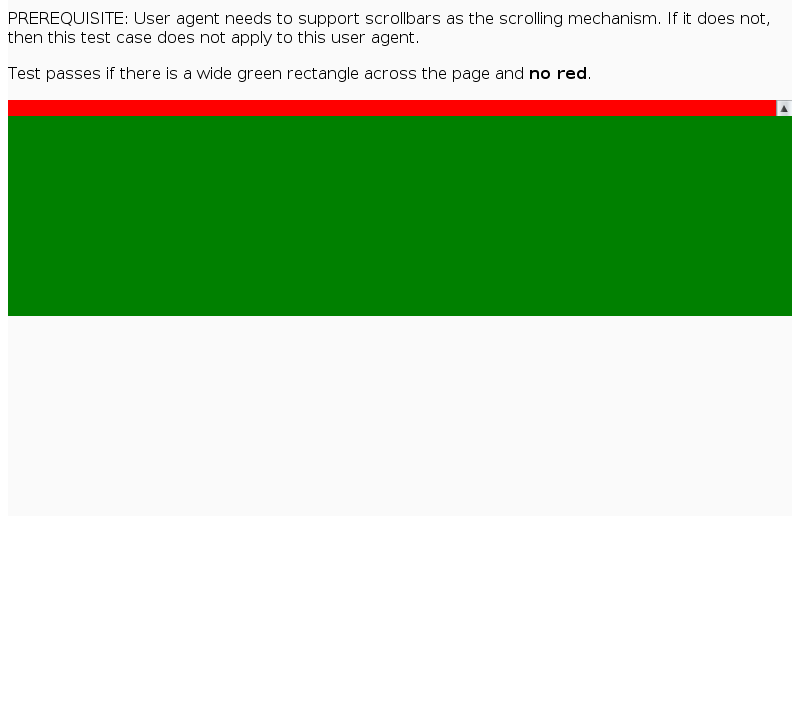 PREREQUISITE: User agent needs to support scrollbars as the scrolling mechanism. If it does not,
then this test case does not apply to this user agent.
Test passes if there is a wide green rectangle across the page and no red.